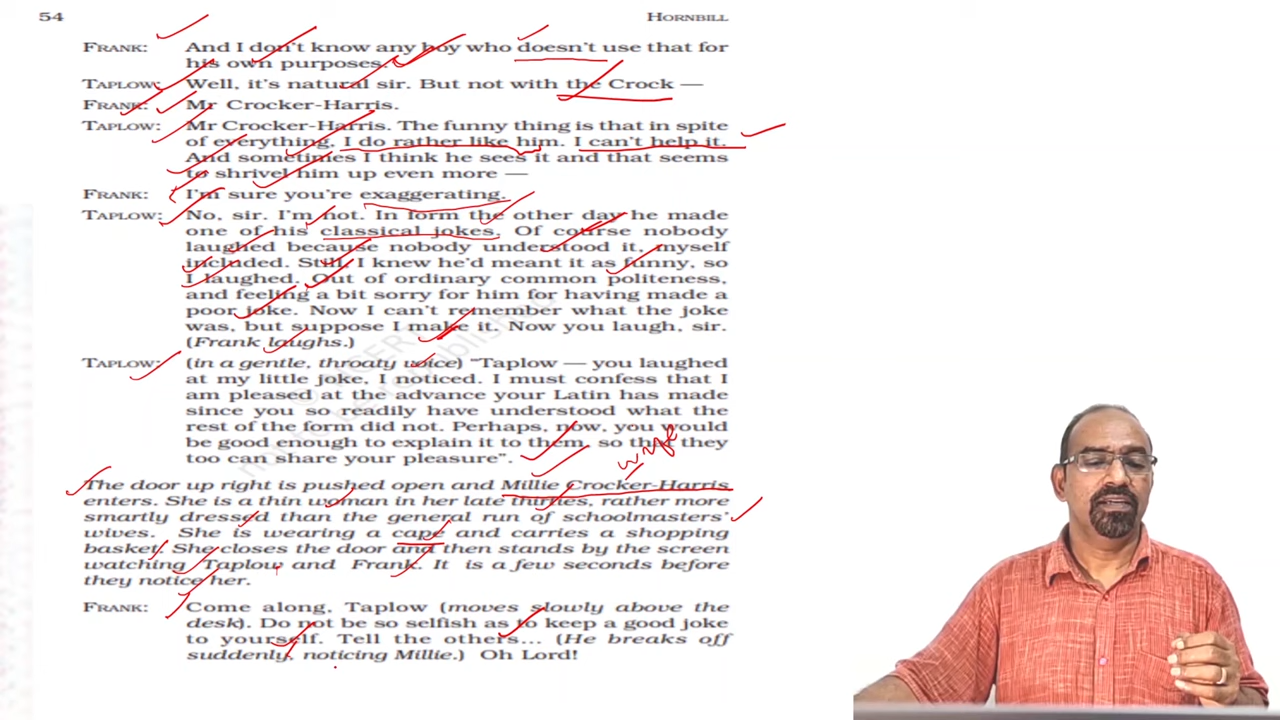 54 HORNBILL
FRANK: And I don't know any boy who doesn't use that for
his own purposes.
TAPLOW: Well, it's natural sir. But not with the Crock —
FRANK: Mr Crocker-Harris.
TAPLOW: Mr Crocker-Harris. The funny thing is that in spite
of everything, I do rather like him. I can't help it.
And sometimes I think he sees it and that seems
to shrivel him up even more —
FRANK: I'm sure you're exaggerating.
TAPLOW: No, sir. I'm not. In form the other day he made
one of his classical jokes. Of course nobody
laughed because nobody understood it, myself
included. Still, I knew he'd meant it as funny, so
I laughed. Out of ordinary common politeness,
and feeling a bit sorry for him for having made a
poor joke. Now I can't remember what the joke
was, but suppose I make it. Now you laugh, sir.
(Frank laughs.)
TAPLOW: (in a gentle, throaty voice) “Taplow — you laughed
at my little joke, I noticed. I must confess that I
am pleased at the advance your Latin has made
since you so readily have understood what the
rest of the form did not. Perhaps, now, you would
be good enough to explain it to them, so that they
too can share your pleasure”.
wife
The door up right is pushed open and Millie Crocker-Harris
enters. She is a thin woman in her late thirties, rather more
smartly dressed than the general run of schoolmasters'
wives. She is wearing a cape and carries a shopping
basket. She closes the door and then stands by the screen
watching Taplow and Frank. It is a few seconds before
they notice her.
FRANK: Come along, Taplow (moves slowly above the
desk). Do not be so selfish as to keep a good joke
to yourself. Tell the others... (He breaks off
suddenly, noticing Millie.) Oh Lord!